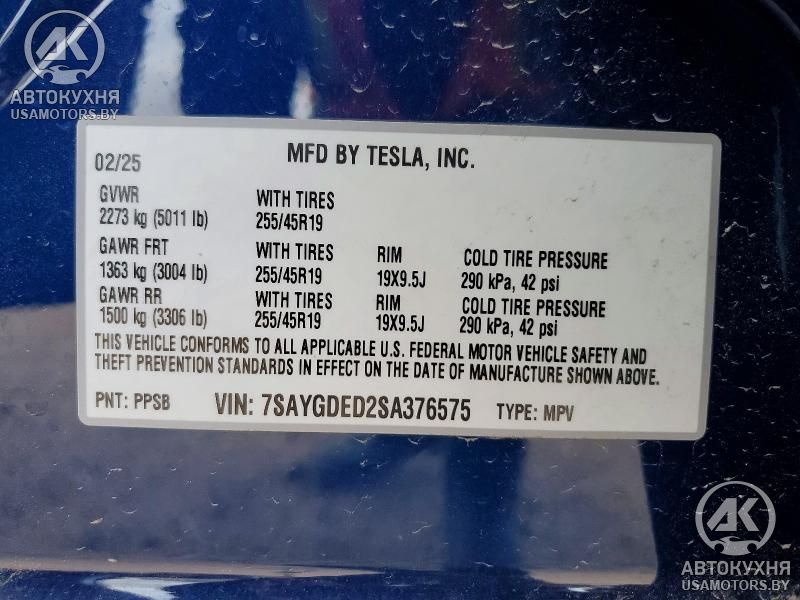 AK
АВТОКУХНЯ
USAMOTORS.BY
02/25 MFD BY TESLA, INC.
GVWR WITH TIRES
2273 kg (5011 lb) 255/45R19
GAWR FRT WITH TIRES RIM COLD TIRE PRESSURE
1363 kg (3004 lb) 255/45R19 19X9.5J 290 kPa, 42 psi
GAWR RR WITH TIRES RIM COLD TIRE PRESSURE
1500 kg (3306 lb) 255/45R19 19X9.5J 290 kPa, 42 psi
THIS VEHICLE CONFORMS TO ALL APPLICABLE U.S. FEDERAL MOTOR VEHICLE SAFETY AND
THEFT PREVENTION STANDARDS IN EFFECT ON THE DATE OF MANUFACTURE SHOWN ABOVE.
PNT: PPSB VIN: 7SAYGDED2SA376575 TYPE: MPV
AK
АВТОКУХНЯ
USAMOTORS.BY